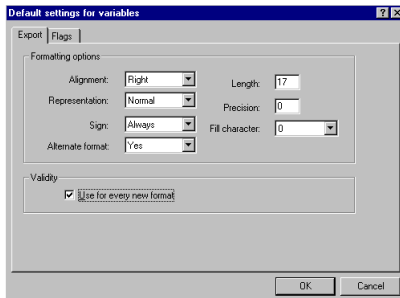 Default settings for variables
Export Flags
Formatting options
Alignment: Right Length: 17
Representation: Normal Precision: 0
Sign: Always Fill character: 0
Alternate format: Yes
Validity
Use for every new format
OK Cancel